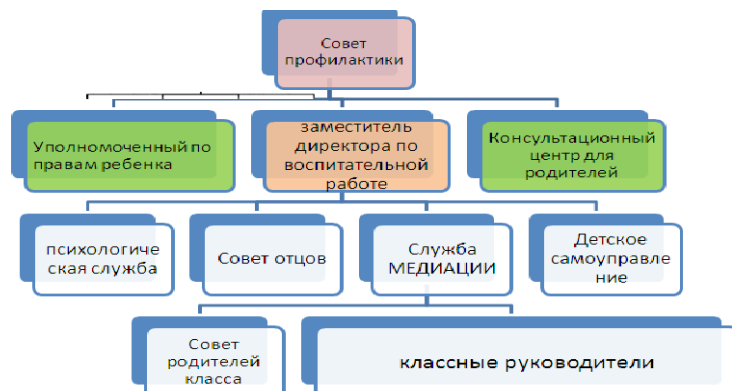 Совет
профилактики
Уполномоченный по
правам ребенка
заместитель
директора по
воспитательной
работе
Консультационный
центр для
родителей
психологиче
ская служба
Совет отцов
Служба
МЕДИАЦИИ
Детское
самоуправле
ние
Совет
родителей
класса
классные руководители